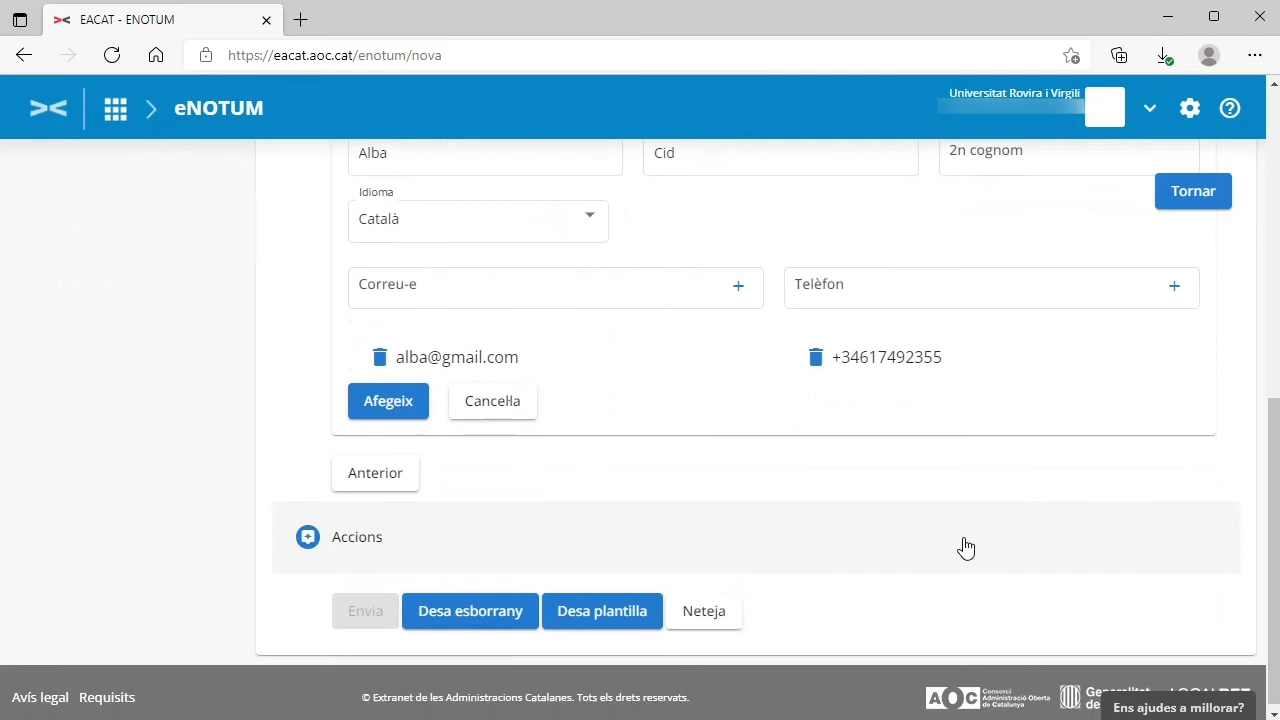 EACAT - ENOTUM
https://eacat.aoc.cat/enotum/nova
eNOTUM
Universitat Rovira i Virgili
Alba
Cid
2n cognom
Tornar
Idioma
Català
Correu-e
Telèfon
alba@gmail.com
+34617492355
Afegeix
Cancel·la
Anterior
Accions
Envia
Desa esborrany
Desa plantilla
Neteja
Avís legal
Requisits
© Extranet de les Administracions Catalanes. Tots els drets reservats.
AOC
Consorci
Administració Oberta
de Catalunya
Ens ajudes a millorar?